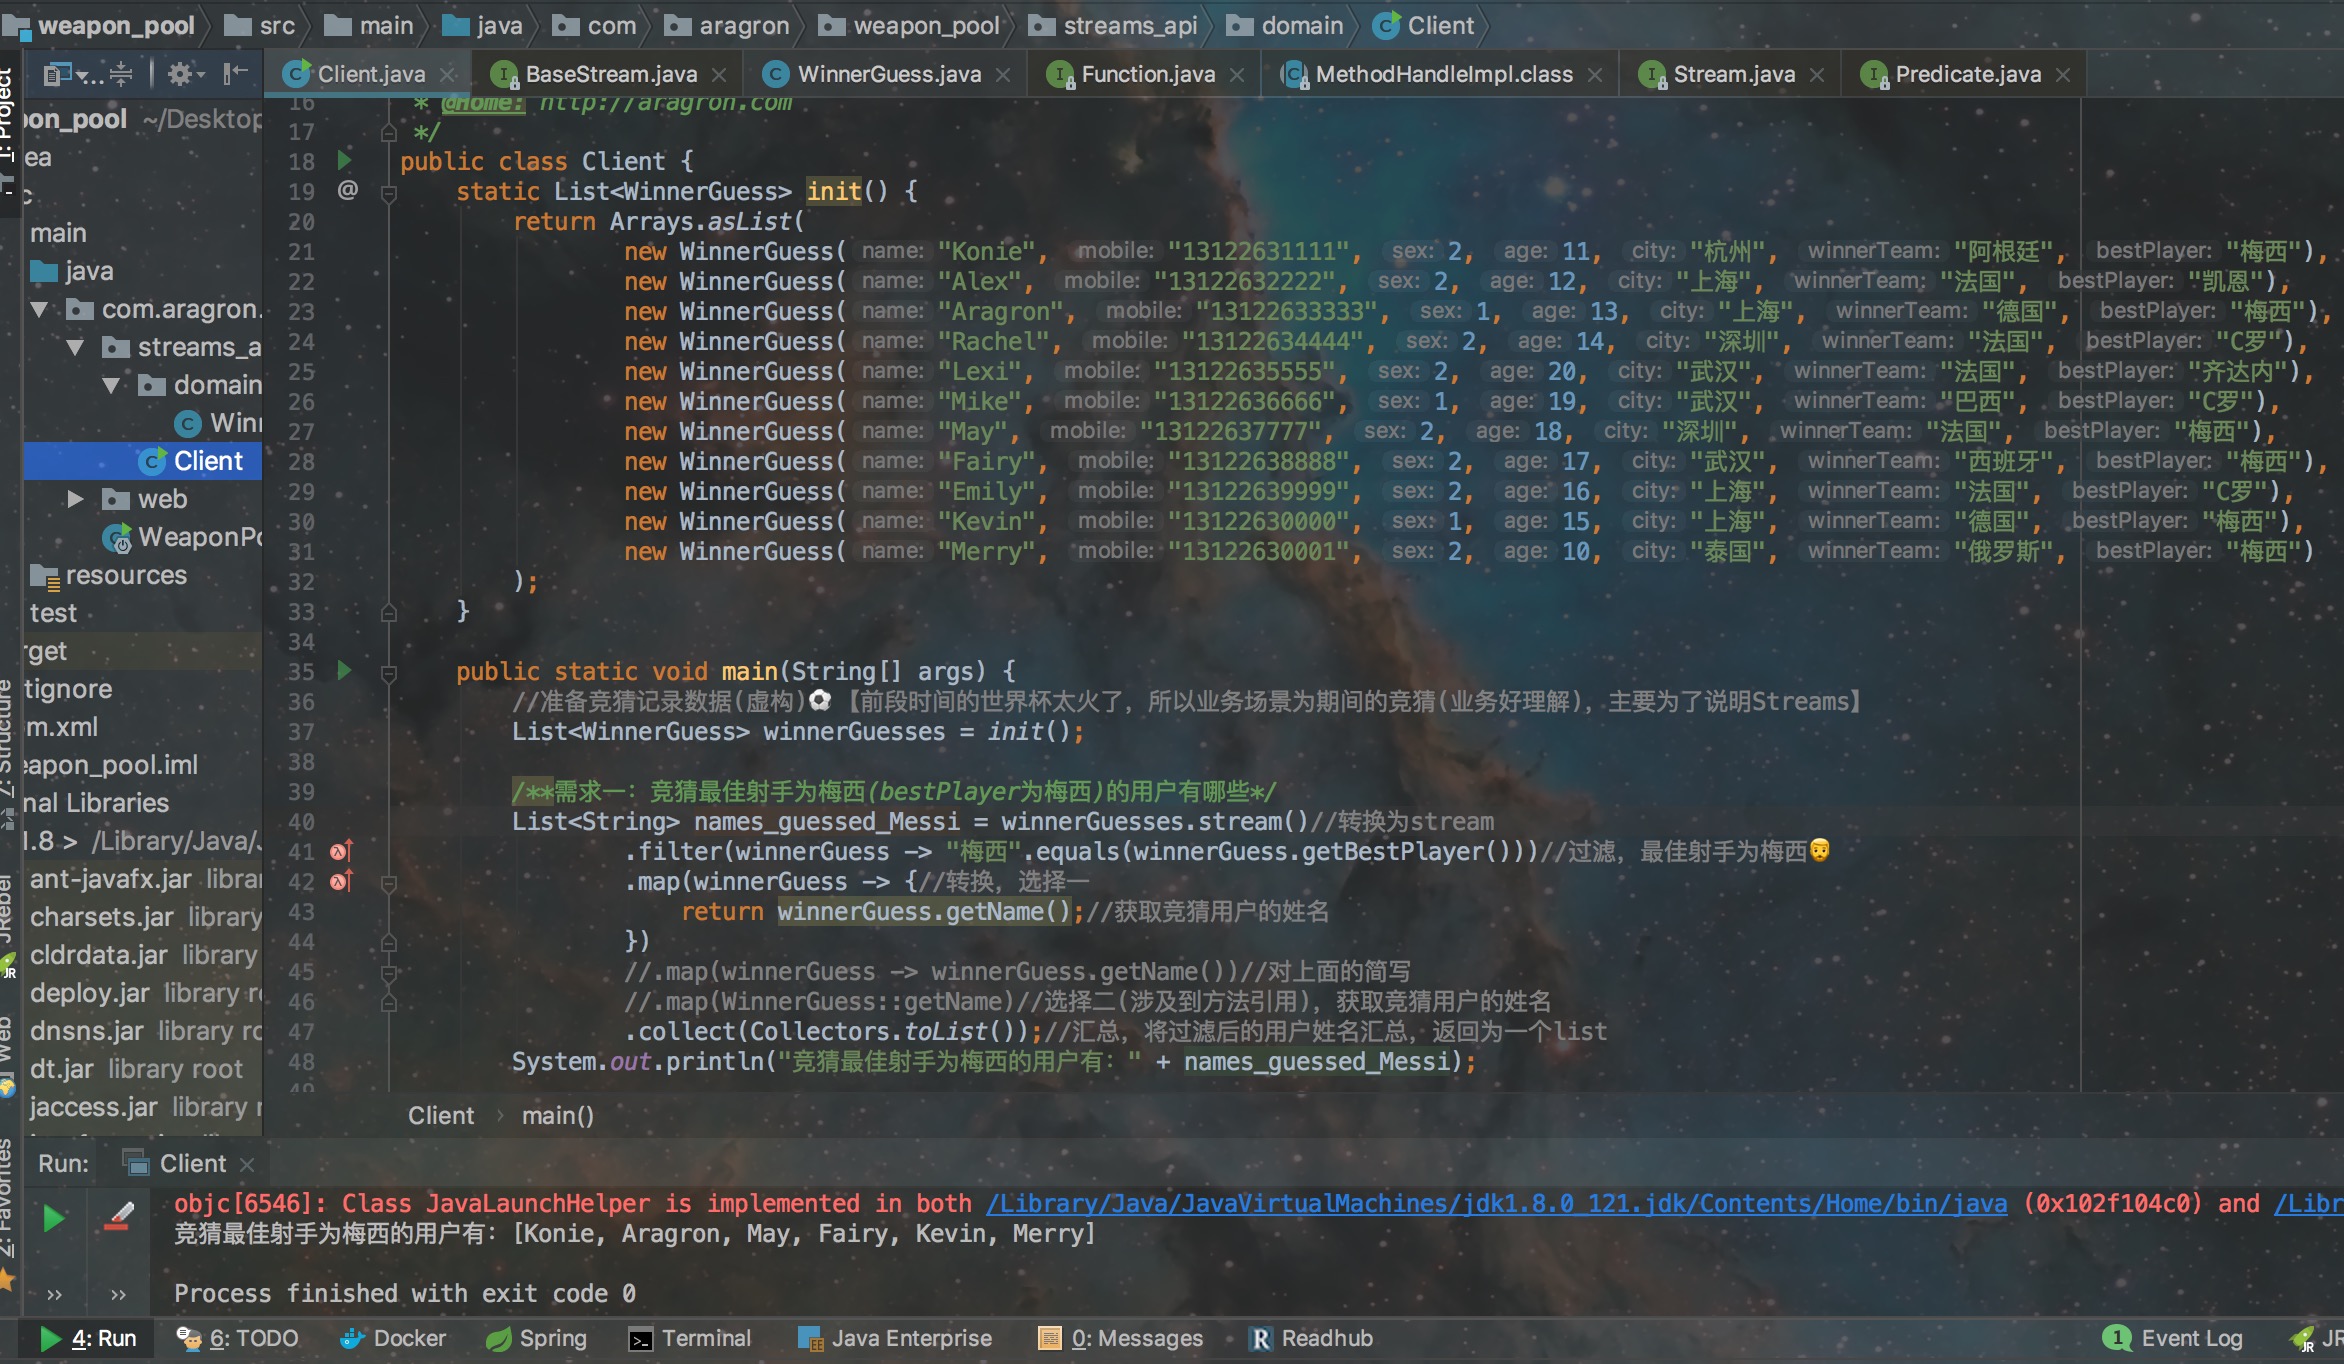 weapon_pool src main java com aragron weapon_pool streams_api domain Client
Client.java BaseStream.java WinnerGuess.java Function.java MethodHandleImpl.class Stream.java Predicate.java
1: Project
pon_pool ~/Desktop
ea
c
main
java
com.aragron.
streams_a
domain
Winr
Client
web
WeaponPo
resources
test
rget
tignore
m.xml
eapon_pool.iml
nal Libraries
1.8 > /Library/Java/J
ant-javafx.jar librar
charsets.jar library
cldrdata.jar library
deploy.jar library ro
dnsns.jar library ro
dt.jar library root
jaccess.jar library r
Z: Structure
JRebel
Web
2: Favorites
16 * @Home: http://aragron.com
17 */
18 public class Client {
19 @ static List<WinnerGuess> init() {
20 return Arrays.asList(
21 new WinnerGuess( name: "Konie", mobile: "13122631111", sex: 2, age: 11, city: "杭州", winnerTeam: "阿根廷", bestPlayer: "梅西"),
22 new WinnerGuess( name: "Alex", mobile: "13122632222", sex: 2, age: 12, city: "上海", winnerTeam: "法国", bestPlayer: "凯恩"),
23 new WinnerGuess( name: "Aragron", mobile: "13122633333", sex: 1, age: 13, city: "上海", winnerTeam: "德国", bestPlayer: "梅西"),
24 new WinnerGuess( name: "Rachel", mobile: "13122634444", sex: 2, age: 14, city: "深圳", winnerTeam: "法国", bestPlayer: "C罗"),
25 new WinnerGuess( name: "Lexi", mobile: "13122635555", sex: 2, age: 20, city: "武汉", winnerTeam: "法国", bestPlayer: "齐达内"),
26 new WinnerGuess( name: "Mike", mobile: "13122636666", sex: 1, age: 19, city: "武汉", winnerTeam: "巴西", bestPlayer: "C罗"),
27 new WinnerGuess( name: "May", mobile: "13122637777", sex: 2, age: 18, city: "深圳", winnerTeam: "法国", bestPlayer: "梅西"),
28 new WinnerGuess( name: "Fairy", mobile: "13122638888", sex: 2, age: 17, city: "武汉", winnerTeam: "西班牙", bestPlayer: "梅西"),
29 new WinnerGuess( name: "Emily", mobile: "13122639999", sex: 2, age: 16, city: "上海", winnerTeam: "法国", bestPlayer: "C罗"),
30 new WinnerGuess( name: "Kevin", mobile: "13122630000", sex: 1, age: 15, city: "上海", winnerTeam: "德国", bestPlayer: "梅西"),
31 new WinnerGuess( name: "Merry", mobile: "13122630001", sex: 2, age: 10, city: "泰国", winnerTeam: "俄罗斯", bestPlayer: "梅西")
32 );
33 }
34
35 public static void main(String[] args) {
36 //准备竞猜记录数据(虚构)⚽【前段时间的世界杯太火了，所以业务场景为期间的竞猜(业务好理解)，主要为了说明Streams】
37 List<WinnerGuess> winnerGuesses = init();
38
39 /**需求一：竞猜最佳射手为梅西(bestPlayer为梅西)的用户有哪些*/
40 List<String> names_guessed_Messi = winnerGuesses.stream()//转换为stream
41 .filter(winnerGuess -> "梅西".equals(winnerGuess.getBestPlayer()))//过滤，最佳射手为梅西
42 .map(winnerGuess -> {//转换，选择一
43 return winnerGuess.getName();//获取竞猜用户的姓名
44 })
45 //.map(winnerGuess -> winnerGuess.getName())//对上面的简写
46 //.map(WinnerGuess::getName)//选择二(涉及到方法引用)，获取竞猜用户的姓名
47 .collect(Collectors.toList());//汇总，将过滤后的用户姓名汇总，返回为一个list
48 System.out.println("竞猜最佳射手为梅西的用户有：" + names_guessed_Messi);
Client › main()
Run: Client
objc[6546]: Class JavaLaunchHelper is implemented in both /Library/Java/JavaVirtualMachines/jdk1.8.0_121.jdk/Contents/Home/bin/java (0x102f104c0) and /Libr
竞猜最佳射手为梅西的用户有：[Konie, Aragron, May, Fairy, Kevin, Merry]
Process finished with exit code 0
4: Run 6: TODO Docker Spring Terminal Java Enterprise 0: Messages Readhub 1 Event Log JR